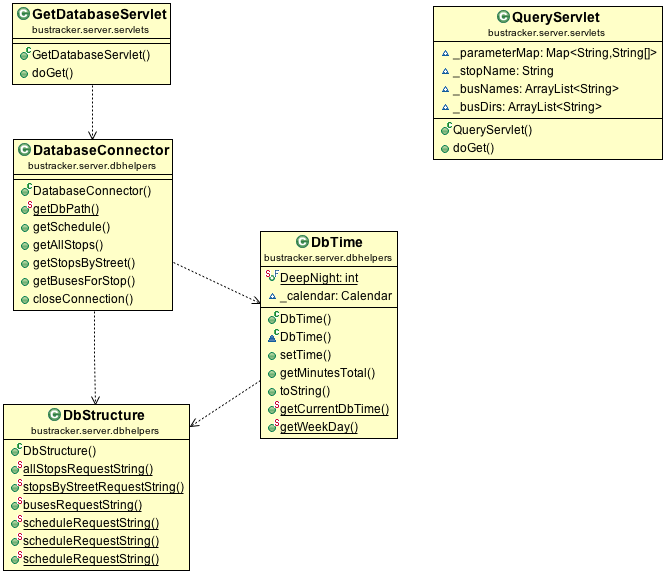 GetDatabaseServlet
bustracker.server.servlets
GetDatabaseServlet()
doGet()
QueryServlet
bustracker.server.servlets
_parameterMap: Map<String,String[]>
_stopName: String
_busNames: ArrayList<String>
_busDirs: ArrayList<String>
QueryServlet()
doGet()
DatabaseConnector
bustracker.server.dbhelpers
DatabaseConnector()
getDbPath()
getSchedule()
getAllStops()
getStopsByStreet()
getBusesForStop()
closeConnection()
DbTime
bustracker.server.dbhelpers
DeepNight: int
_calendar: Calendar
DbTime()
DbTime()
setTime()
getMinutesTotal()
toString()
getCurrentDbTime()
getWeekDay()
DbStructure
bustracker.server.dbhelpers
DbStructure()
allStopsRequestString()
stopsByStreetRequestString()
busesRequestString()
scheduleRequestString()
scheduleRequestString()
scheduleRequestString()